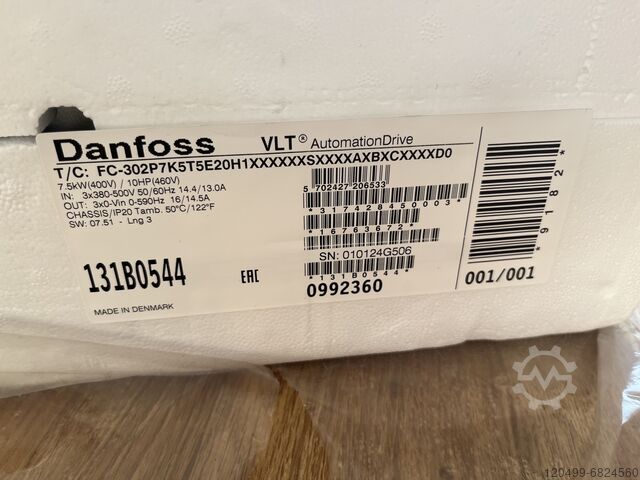 Danfoss
VLT® AutomationDrive
T/C: FC-302P7K5T5E20H1XXXXXXSXXXXAXBXCXXXXD0
7.5kW(400V) / 10HP(460V)
IN: 3x380-500V 50/60Hz 14.4/13.0A
OUT: 3x0-Vin 0-590Hz 16/14.5A
CHASSIS/IP20 Tamb. 50°C/122°F
SW: 07.51 - Lng 3
5 702427 206533
*317428450003*
*16763672*
SN: 010124G506
*131B0544*
131B0544
EAC
0992360
MADE IN DENMARK
*9182*
001/001
120499-6824560